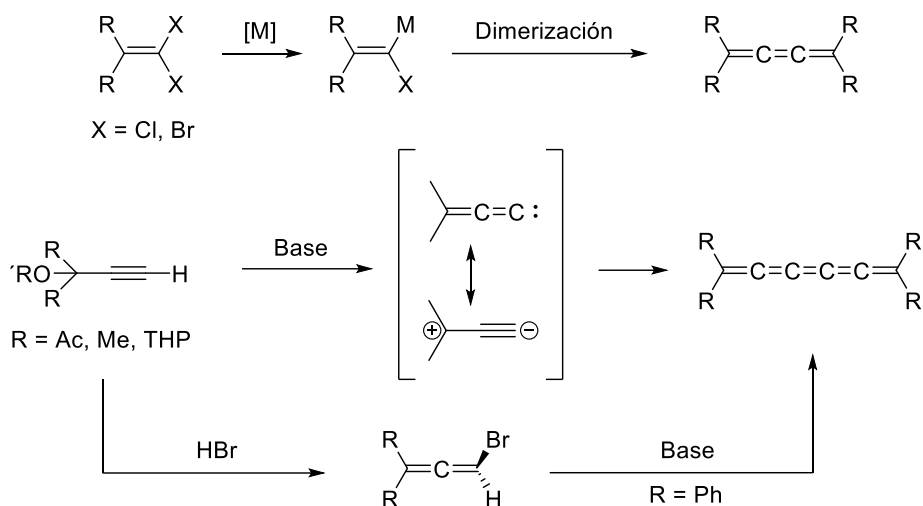 R X [M] R M Dimerización R R
R X R X R C C R
X = Cl, Br
C C :
R Base R R
´RO H C C C C
R R R
R = Ac, Me, THP + −
R Br
HBr C Base
R H R = Ph